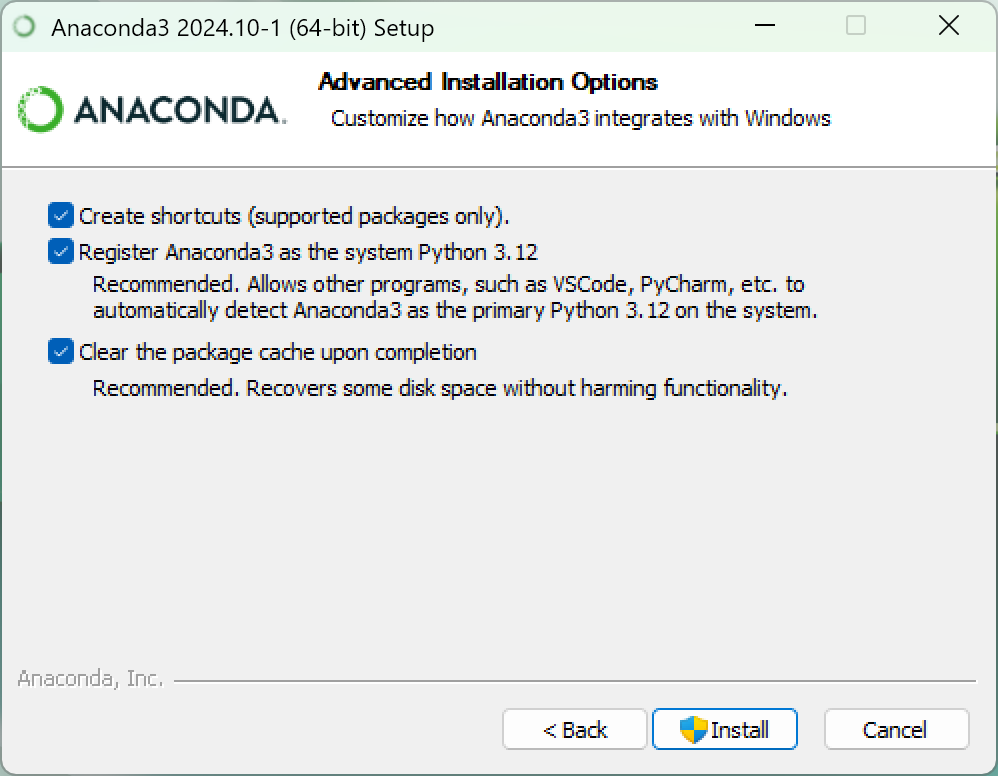 Anaconda3 2024.10-1 (64-bit) Setup
ANACONDA.
Advanced Installation Options
Customize how Anaconda3 integrates with Windows
Create shortcuts (supported packages only).
Register Anaconda3 as the system Python 3.12
Recommended. Allows other programs, such as VSCode, PyCharm, etc. to
automatically detect Anaconda3 as the primary Python 3.12 on the system.
Clear the package cache upon completion
Recommended. Recovers some disk space without harming functionality.
Anaconda, Inc.
< Back
Install
Cancel